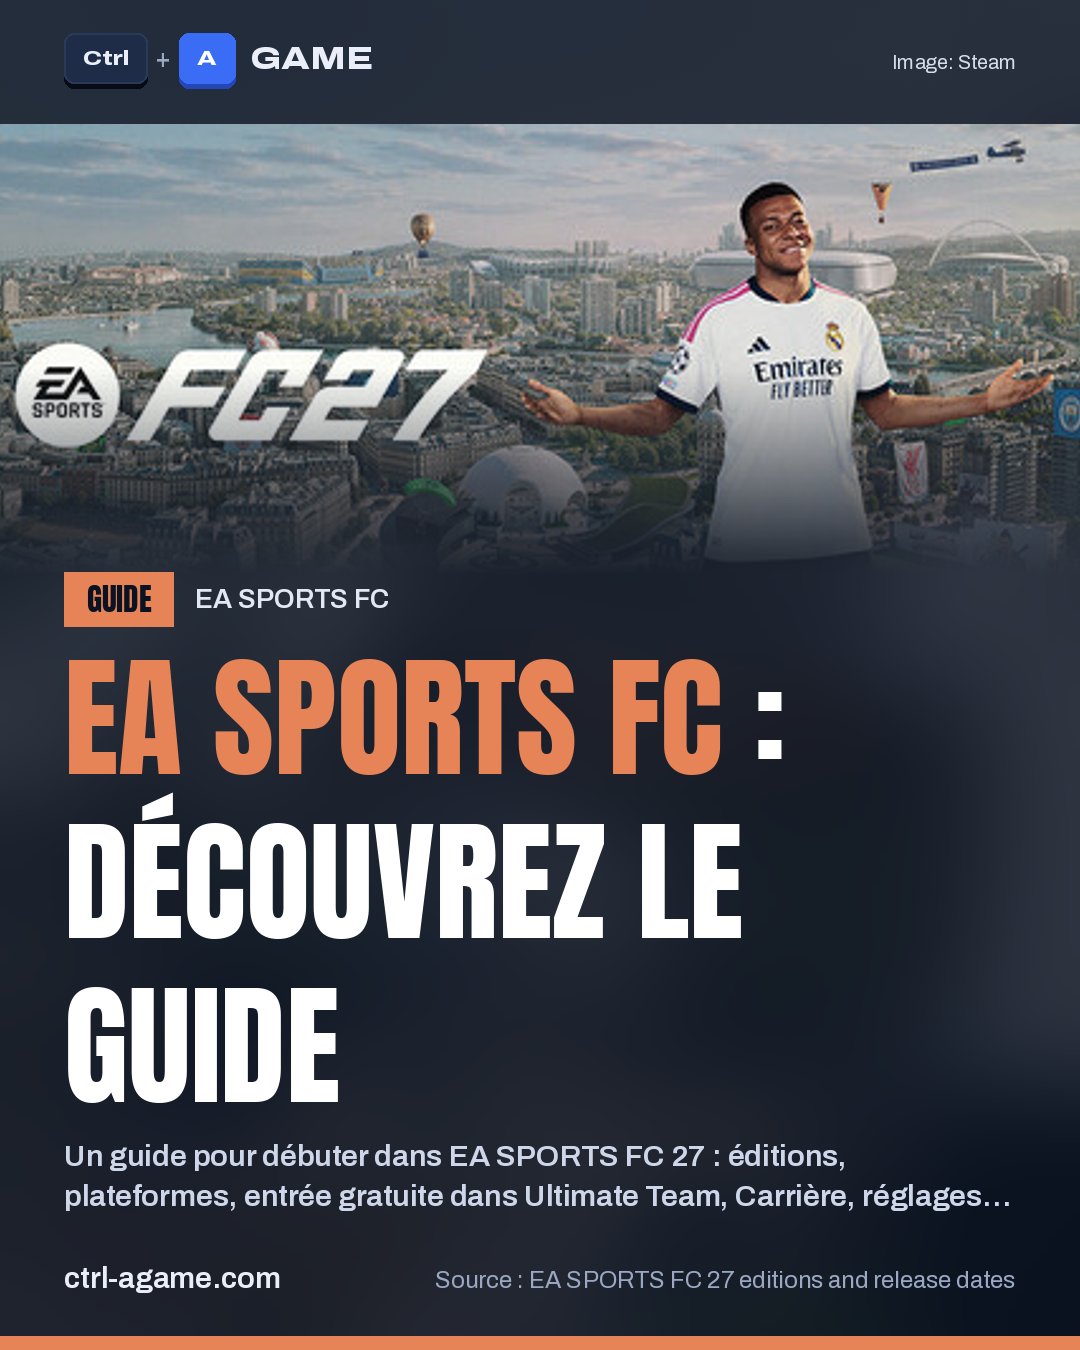 Ctrl + A GAME
Image: Steam
EA SPORTS FC27
Emirates
FLY BETTER
GUIDE EA SPORTS FC
EA SPORTS FC :
DÉCOUVREZ LE
GUIDE
Un guide pour débuter dans EA SPORTS FC 27 : éditions,
plateformes, entrée gratuite dans Ultimate Team, Carrière, réglages...
ctrl-agame.com
Source : EA SPORTS FC 27 editions and release dates